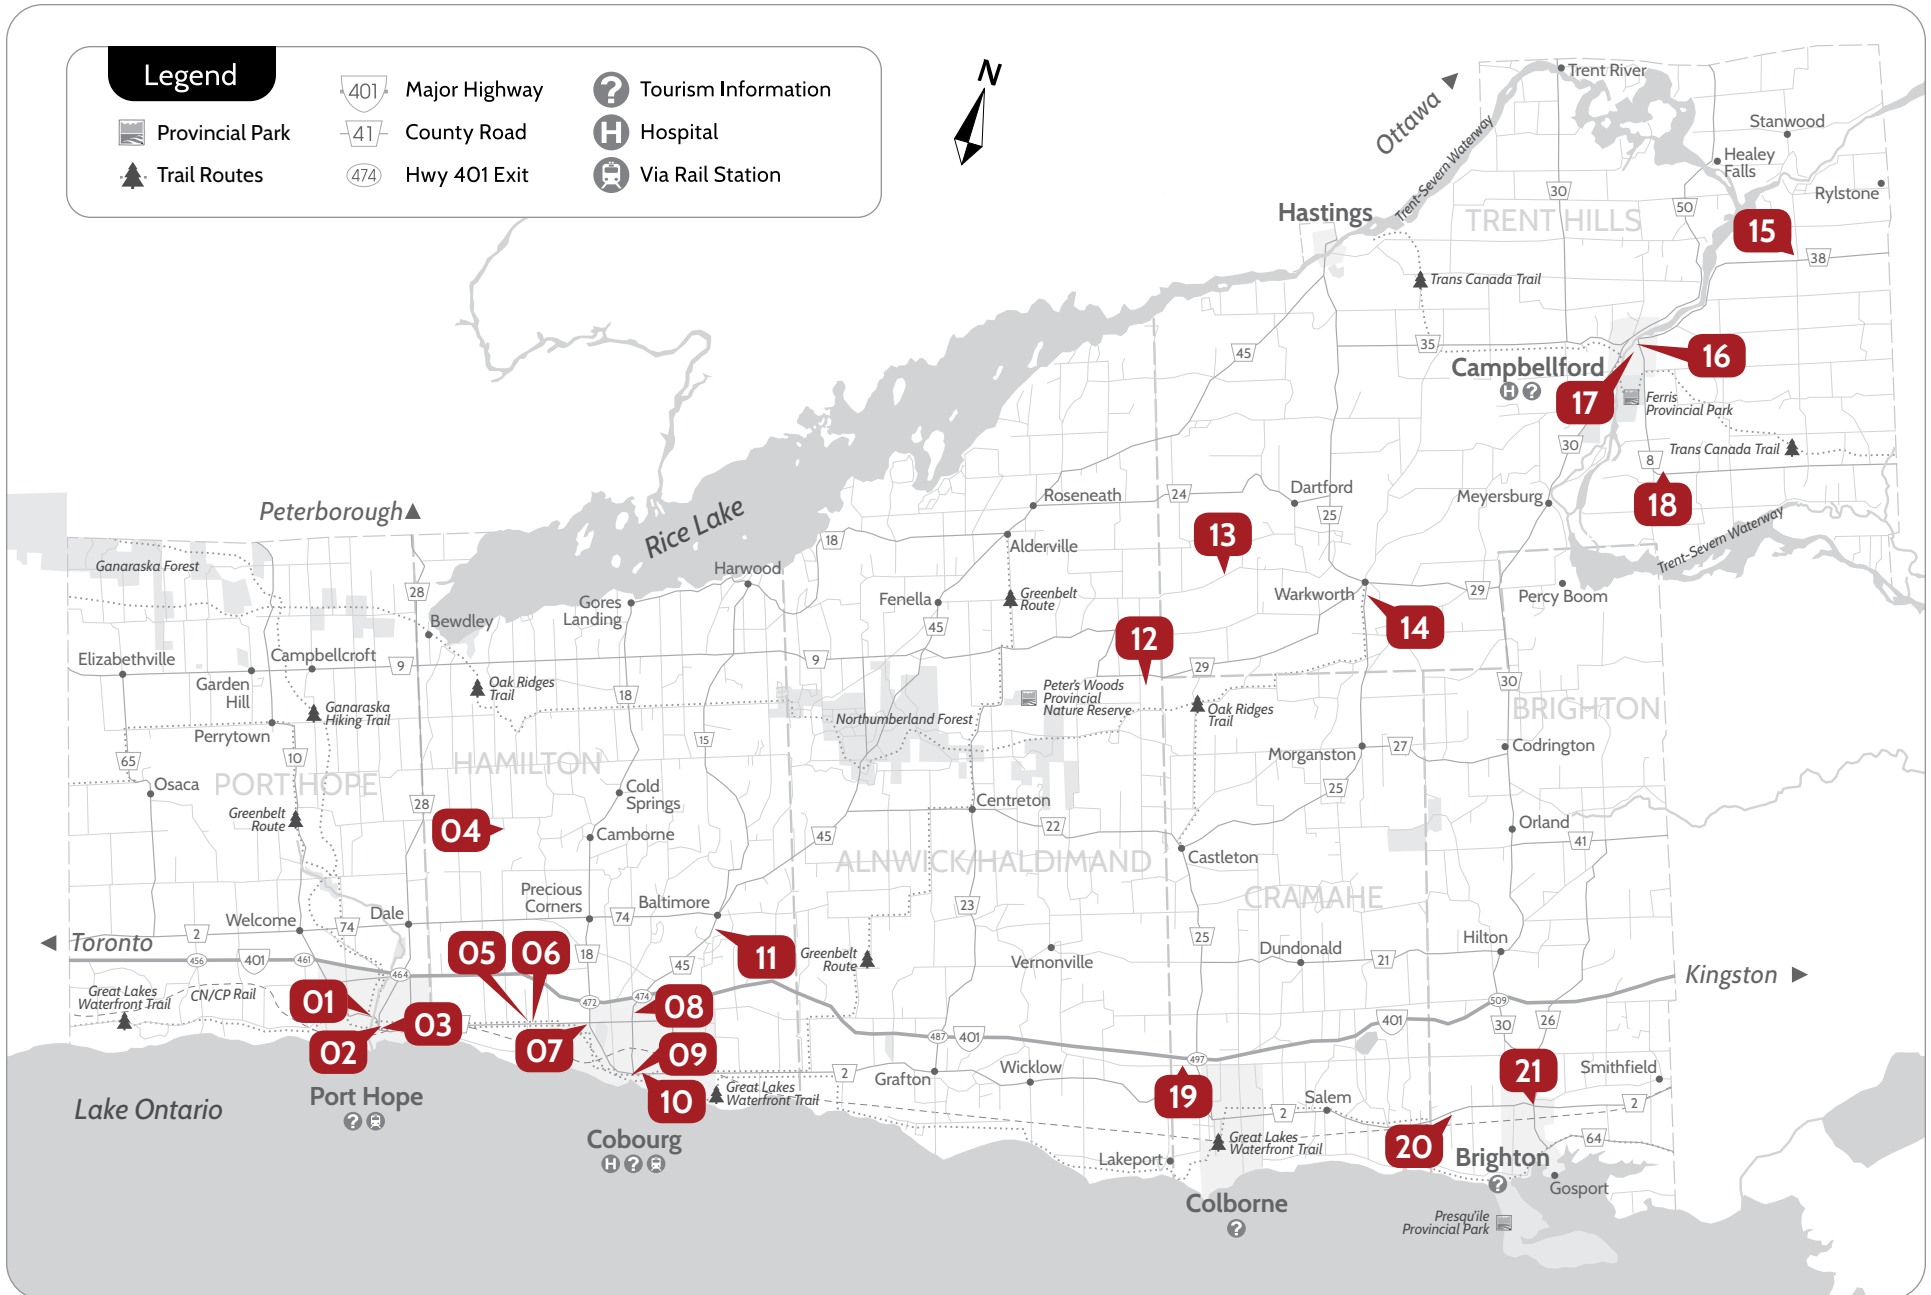 Legend
Provincial Park
Trail Routes
401 Major Highway
41 County Road
474 Hwy 401 Exit
? Tourism Information
H Hospital
Via Rail Station
N
Ottawa
Trent River
Trent-Severn Waterway
Stanwood
Healey
Falls
Rylstone
30
50
Hastings
TRENT HILLS
15
38
Trans Canada Trail
45
35
Campbellford
H ?
16
17
Ferris
Provincial Park
30
Trans Canada Trail
8
18
Meyersburg
Trent-Severn Waterway
Peterborough
Rice Lake
Roseneath
24
Dartford
25
13
18
Alderville
Ganaraska Forest
Harwood
28
Gores
Landing
Fenella
Greenbelt
Route
Warkworth
29
Percy Boom
Bewdley
45
12
14
Elizabethville
Campbellcroft
9
9
29
Garden
Hill
Oak Ridges
Trail
18
Peter's Woods
Provincial
Nature Reserve
30
Ganaraska
Hiking Trail
Northumberland Forest
Oak Ridges
Trail
BRIGHTON
Perrytown
15
65
10
HAMILTON
Morganston
27
Codrington
PORT HOPE
Osaca
Cold
Springs
25
28
Centreton
Greenbelt
Route
04
Camborne
45
22
Orland
41
ALNWICK/HALDIMAND
Castleton
Precious
Corners
Baltimore
CRAMAHE
23
Welcome
Dale
74
74
2
25
Toronto
05
06
18
11
Greenbelt
Route
Vernonville
Dundonald
21
Hilton
456
401
461
464
45
Kingston
Great Lakes
Waterfront Trail
CN/CP Rail
01
472
474
08
509
03
401
30
26
02
07
09
487
401
497
Port Hope
?
10
Great Lakes
Waterfront Trail
2
Grafton
Wicklow
19
21
Smithfield
Lake Ontario
Salem
2
2
Cobourg
H ?
Great Lakes
Waterfront Trail
20
64
Lakeport
Brighton
?
Gosport
Colborne
?
Presqu'ile
Provincial Park